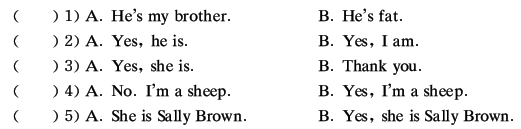 (    ) 1) A. He's my brother.    B. He's fat.
(    ) 2) A. Yes, he is.    B. Yes, I am.
(    ) 3) A. Yes, she is.    B. Thank you.
(    ) 4) A. No. I'm a sheep.    B. Yes, I'm a sheep.
(    ) 5) A. She is Sally Brown.    B. Yes, she is Sally Brown.